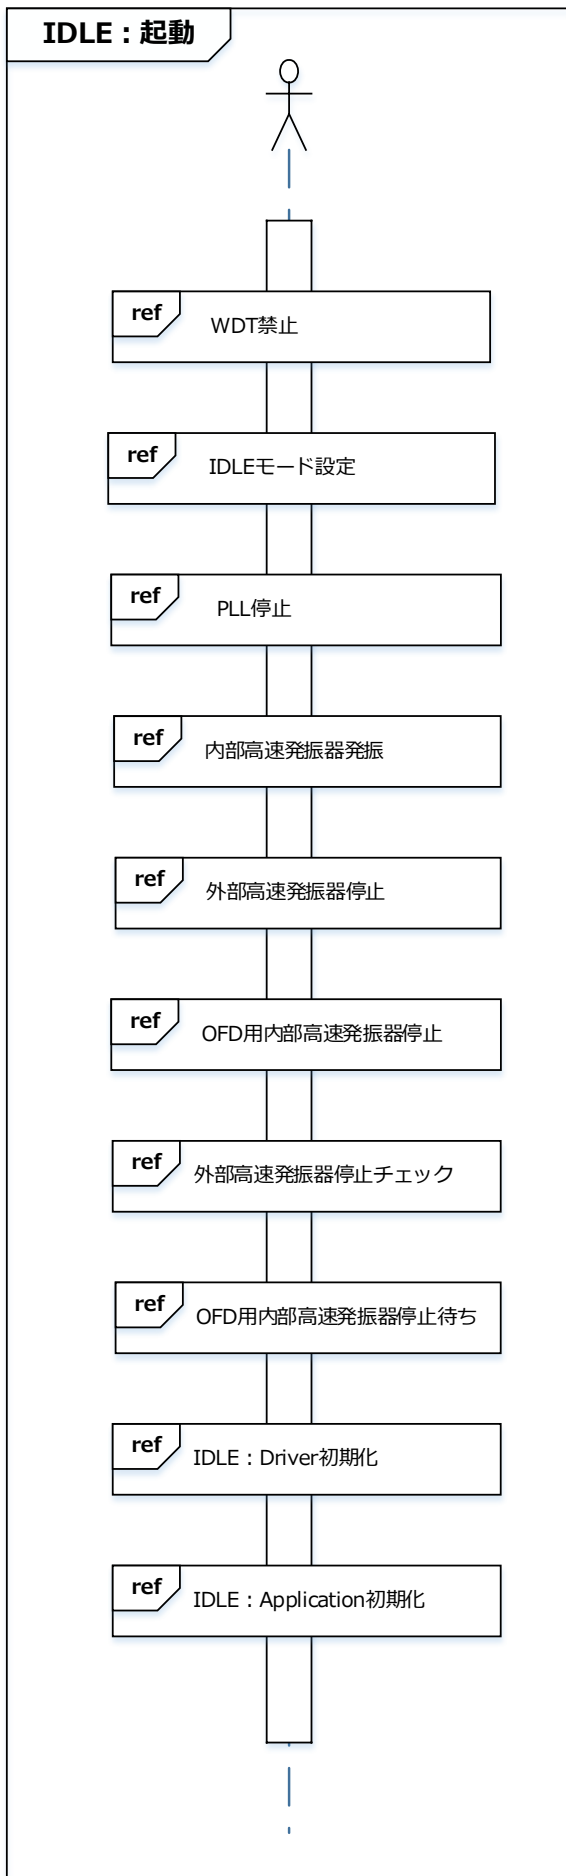 IDLE：起動
ref
WDT禁止
ref
IDLEモード設定
ref
PLL停止
ref
内部高速発振器発振
ref
外部高速発振器停止
ref
OFD用内部高速発振器停止
ref
外部高速発振器停止チェック
ref
OFD用内部高速発振器停止待ち
ref
IDLE：Driver初期化
ref
IDLE：Application初期化